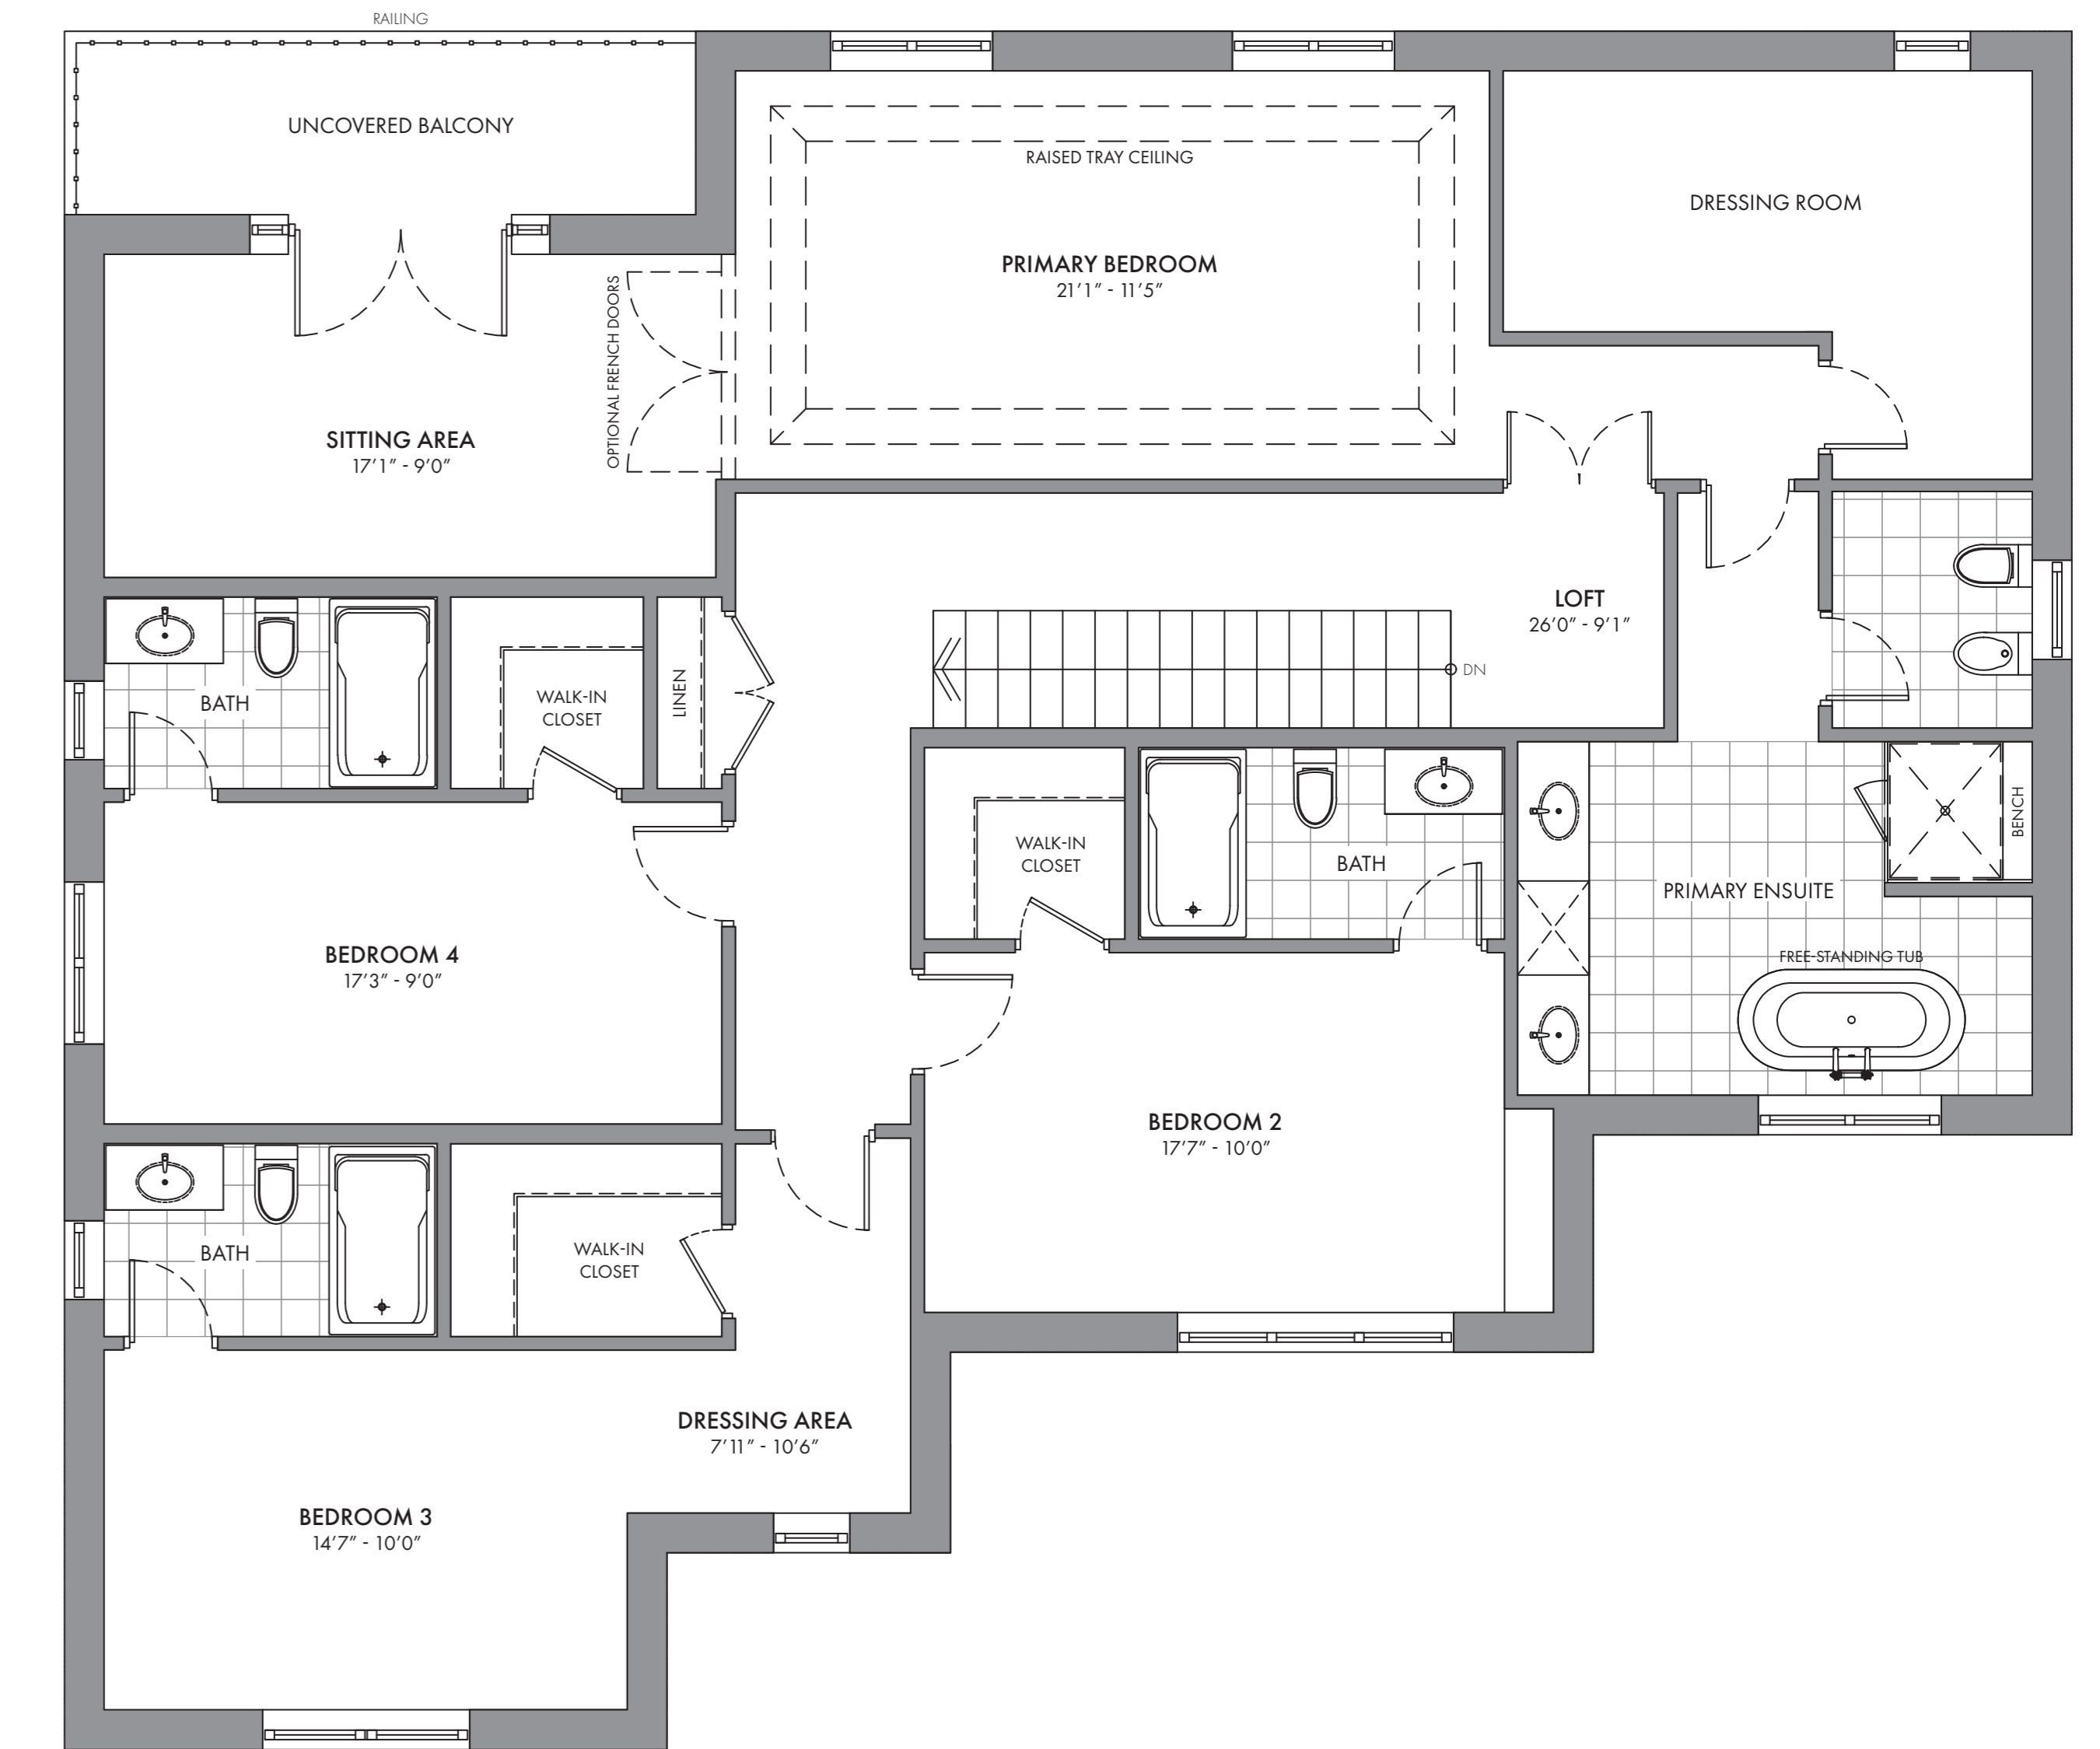 RAILING
UNCOVERED BALCONY
RAISED TRAY CEILING
DRESSING ROOM
PRIMARY BEDROOM
21’1” - 11’5”
OPTIONAL FRENCH DOORS
SITTING AREA
17’1” - 9’0”
LOFT
26’0” - 9’1”
DN
BATH
WALK-IN
CLOSET
LINEN
WALK-IN
CLOSET
BATH
PRIMARY ENSUITE
BENCH
FREE-STANDING TUB
BEDROOM 4
17’3” - 9’0”
BEDROOM 2
17’7” - 10’0”
BATH
WALK-IN
CLOSET
DRESSING AREA
7’11” - 10’6”
BEDROOM 3
14’7” - 10’0”